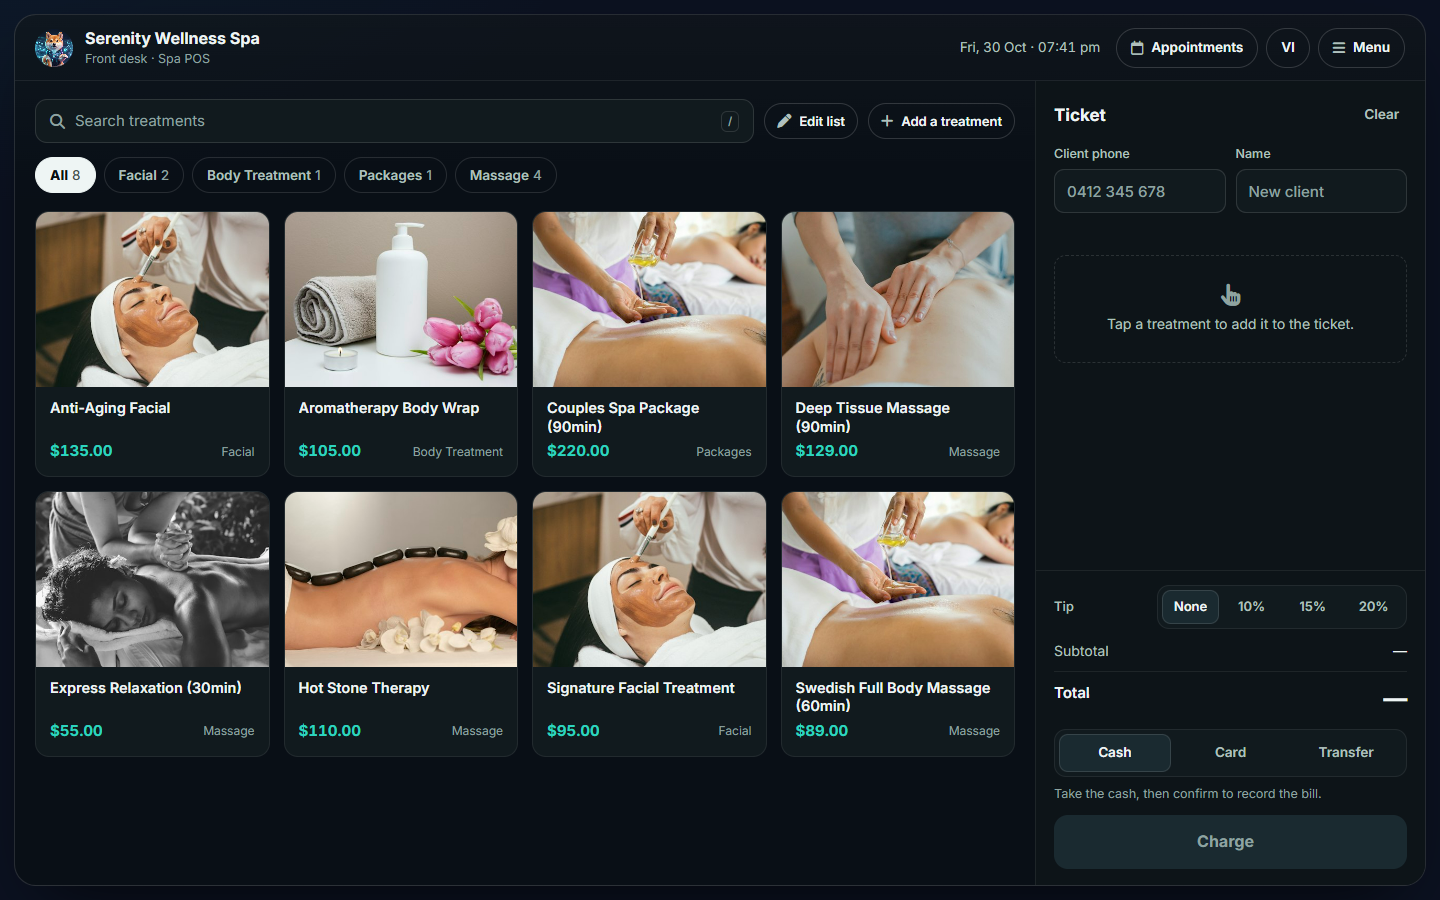 Serenity Wellness Spa
Front desk · Spa POS
Fri, 30 Oct · 07:41 pm
Appointments
VI
Menu
Search treatments
/
Edit list
Add a treatment
All 8
Facial 2
Body Treatment 1
Packages 1
Massage 4
Anti-Aging Facial
$135.00
Facial
Aromatherapy Body Wrap
$105.00
Body Treatment
Couples Spa Package
(90min)
$220.00
Packages
Deep Tissue Massage
(90min)
$129.00
Massage
Express Relaxation (30min)
$55.00
Massage
Hot Stone Therapy
$110.00
Massage
Signature Facial Treatment
$95.00
Facial
Swedish Full Body Massage
(60min)
$89.00
Massage
Ticket
Clear
Client phone
Name
0412 345 678
New client
Tap a treatment to add it to the ticket.
Tip
None
10%
15%
20%
Subtotal
—
Total
—
Cash
Card
Transfer
Take the cash, then confirm to record the bill.
Charge